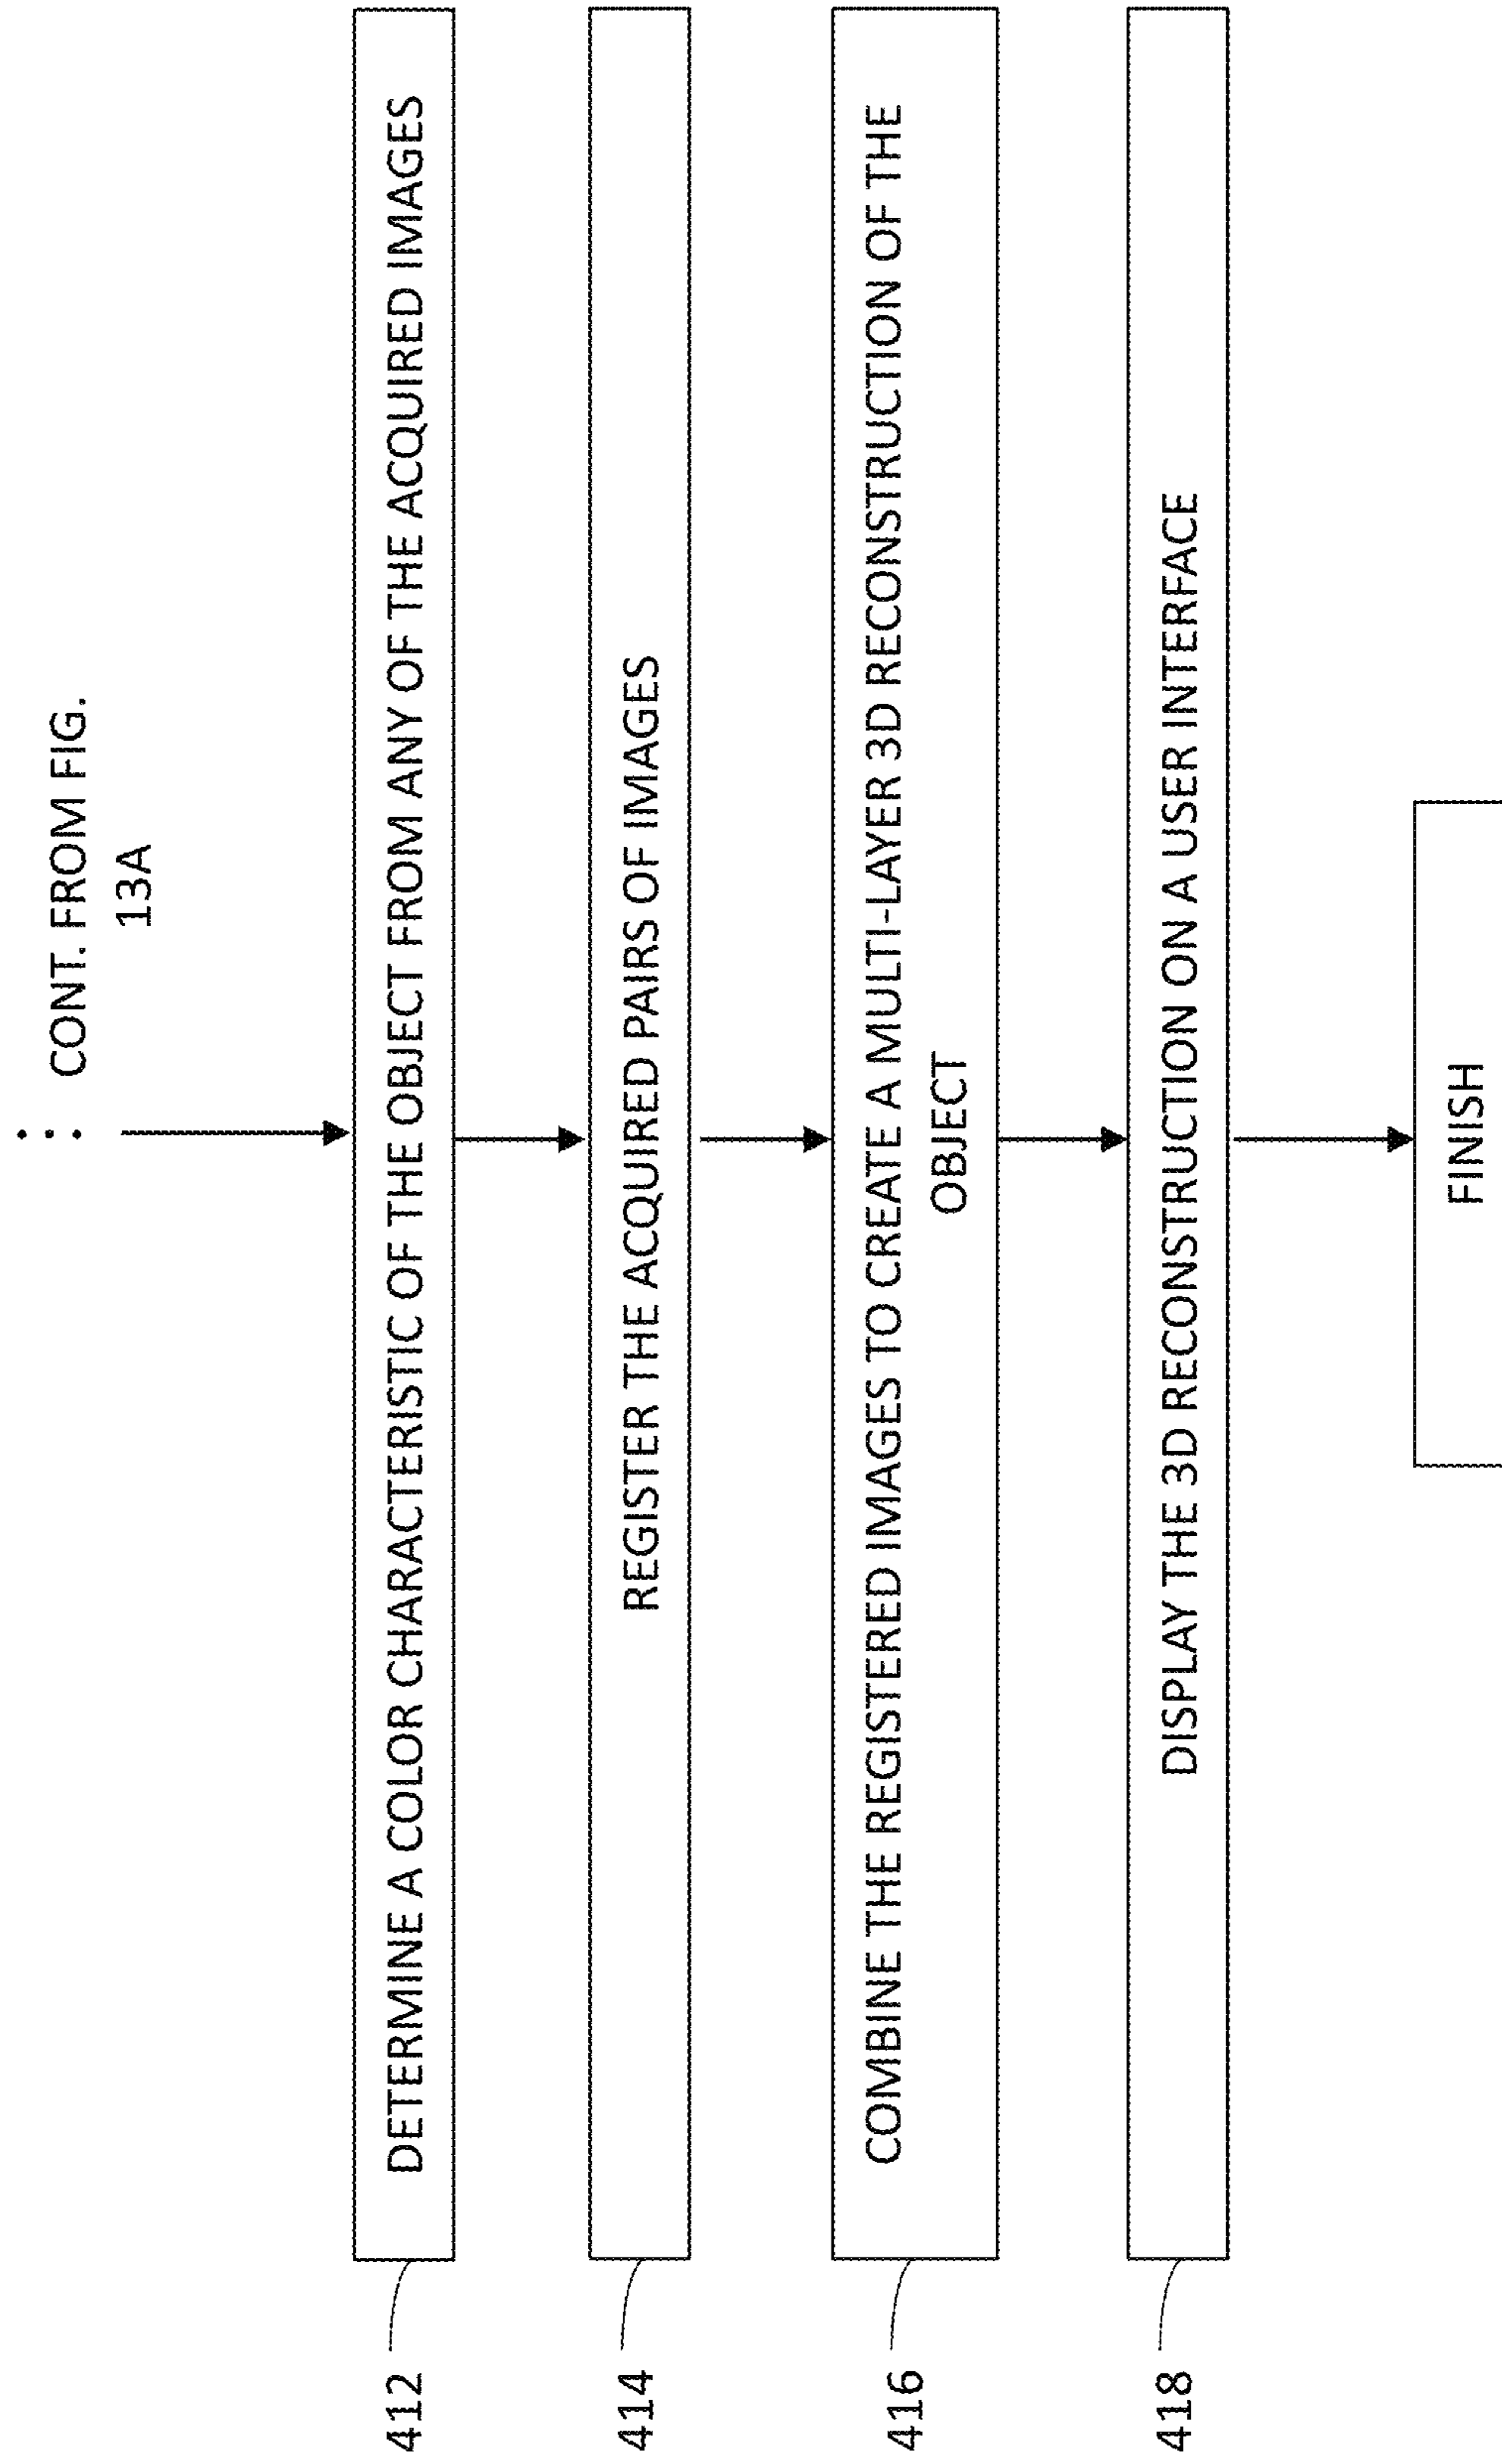 CONT. FROM FIG.
13A
412
DETERMINE A COLOR CHARACTERISTIC OF THE OBJECT FROM ANY OF THE ACQUIRED IMAGES
414
REGISTER THE ACQUIRED PAIRS OF IMAGES
416
COMBINE THE REGISTERED IMAGES TO CREATE A MULTI-LAYER 3D RECONSTRUCTION OF THE
OBJECT
418
DISPLAY THE 3D RECONSTRUCTION ON A USER INTERFACE
FINISH